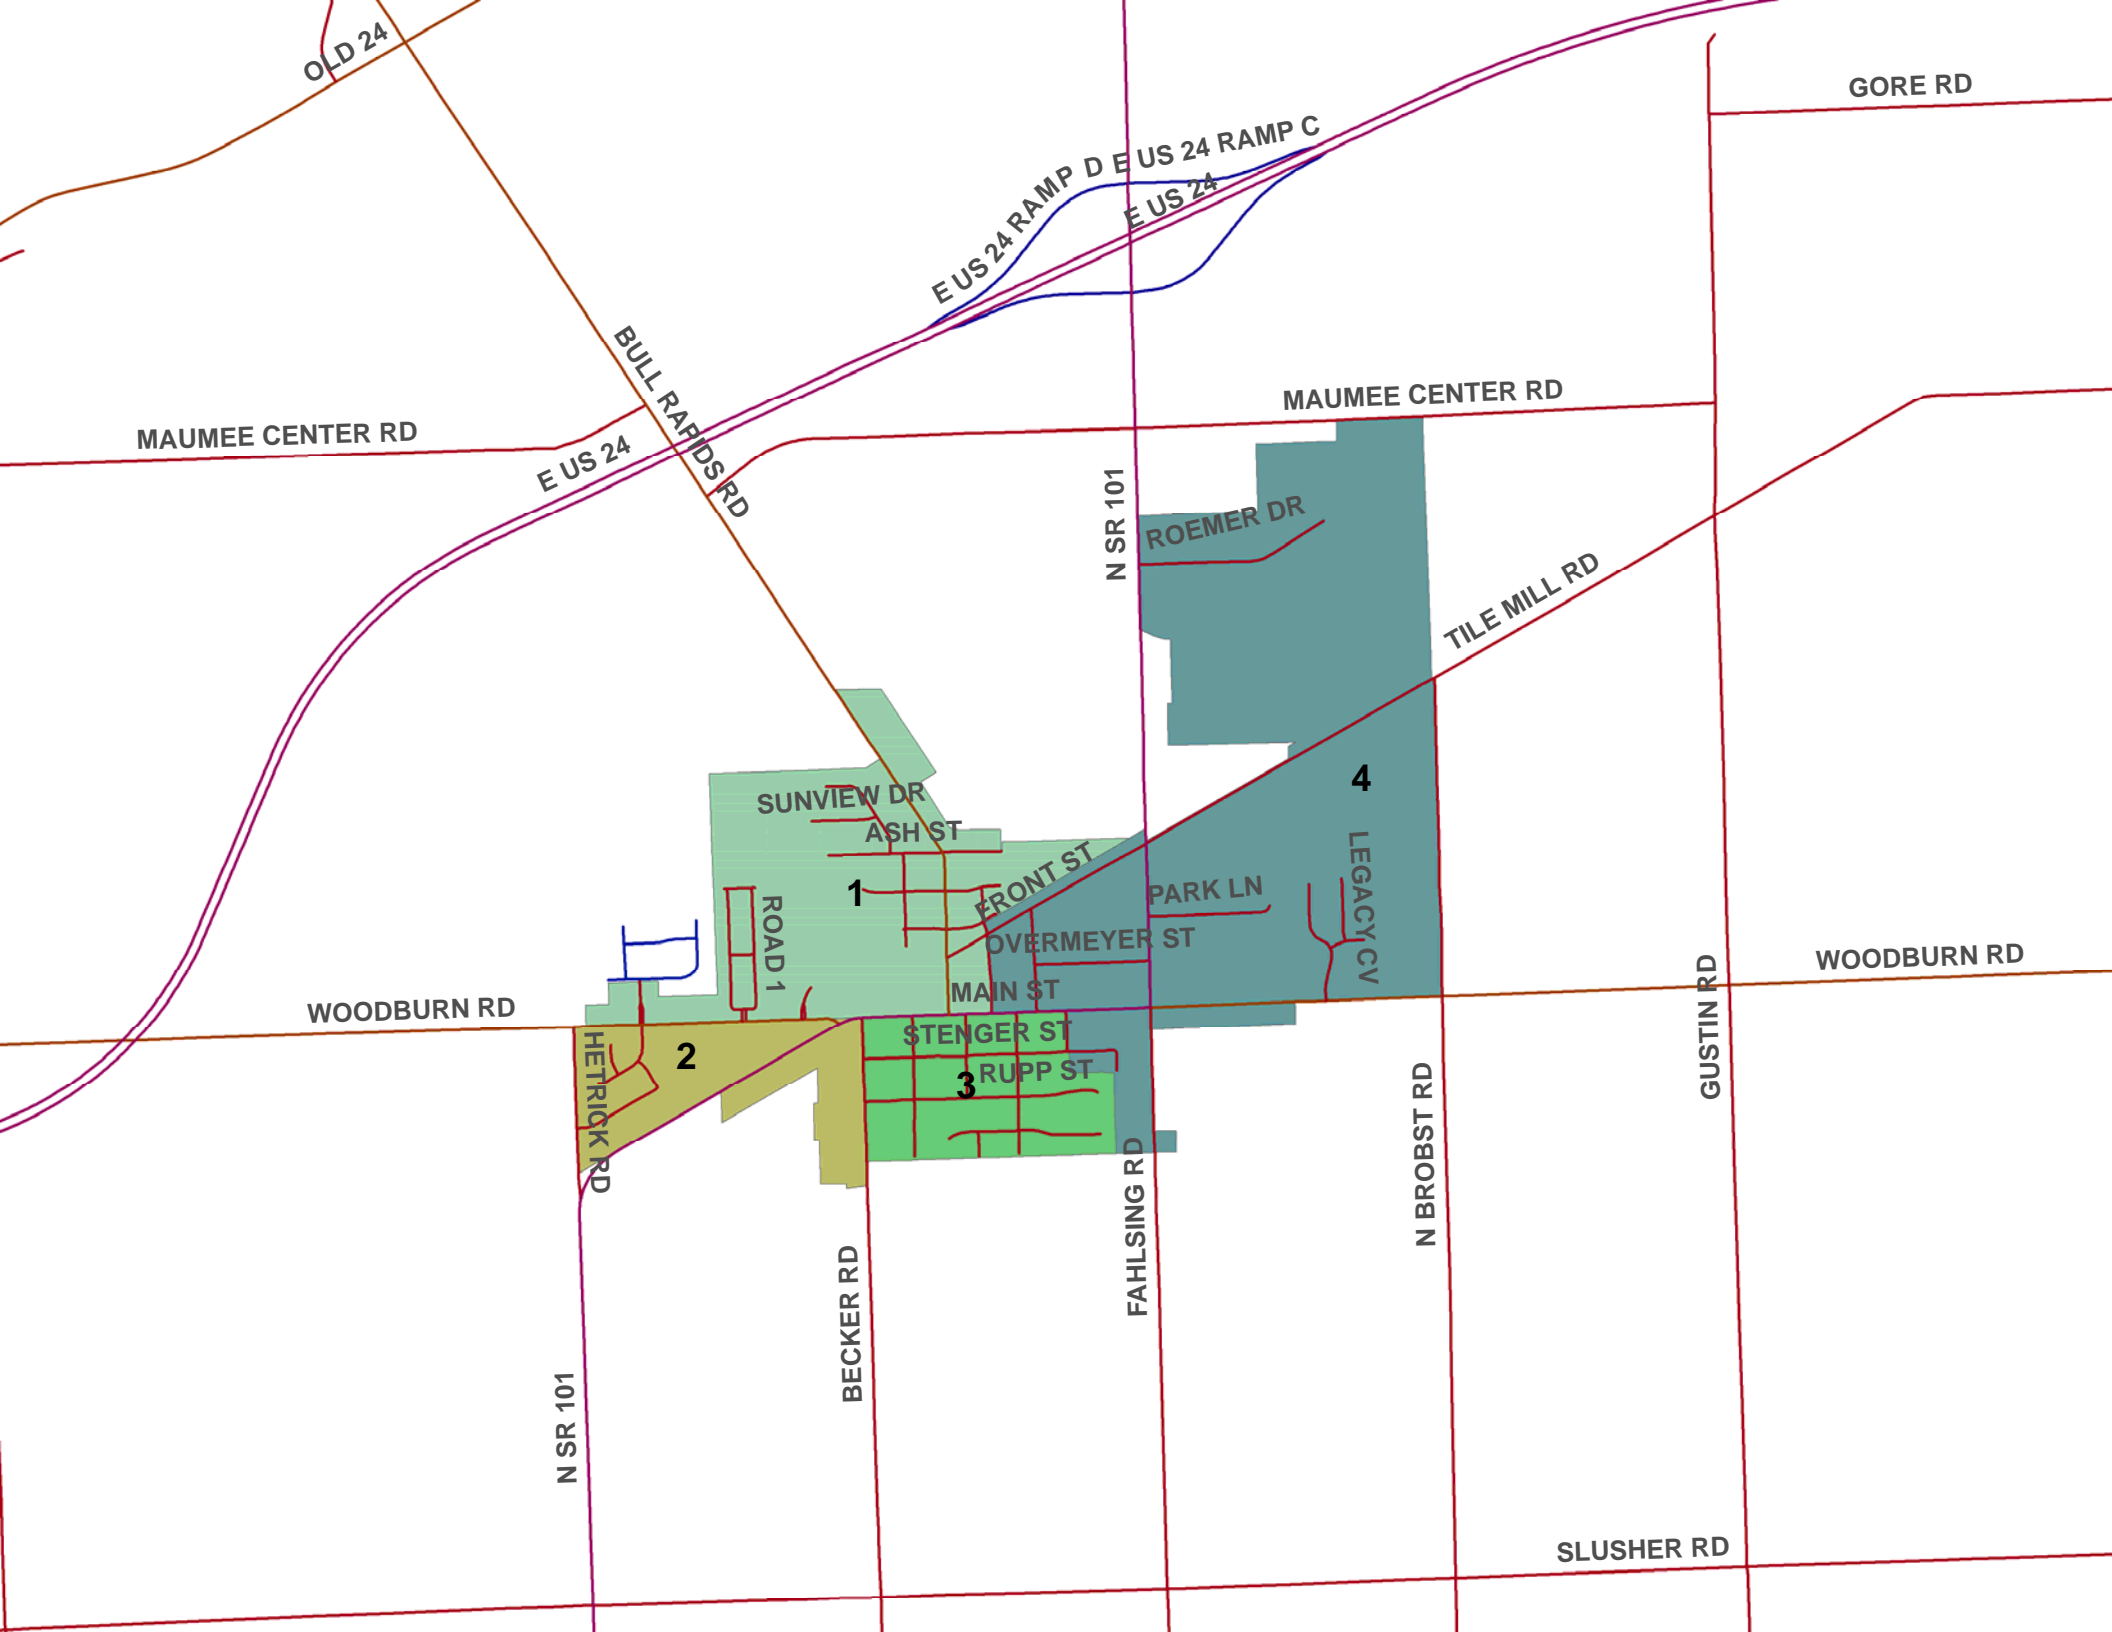 OLD 24
GORE RD
E US 24 RAMP D
E US 24 RAMP C
E US 24
BULL RAPIDS RD
MAUMEE CENTER RD
MAUMEE CENTER RD
E US 24
N SR 101
ROEMER DR
TILE MILL RD
4
SUNVIEW DR
ASH ST
LEGACY CV
FRONT ST
1
PARK LN
ROAD 1
OVERMEYER ST
WOODBURN RD
MAIN ST
WOODBURN RD
GUSTIN RD
STENGER ST
HETRICK RD
2
RUPP ST
3
N BROBST RD
FAHLSING RD
BECKER RD
N SR 101
SLUSHER RD